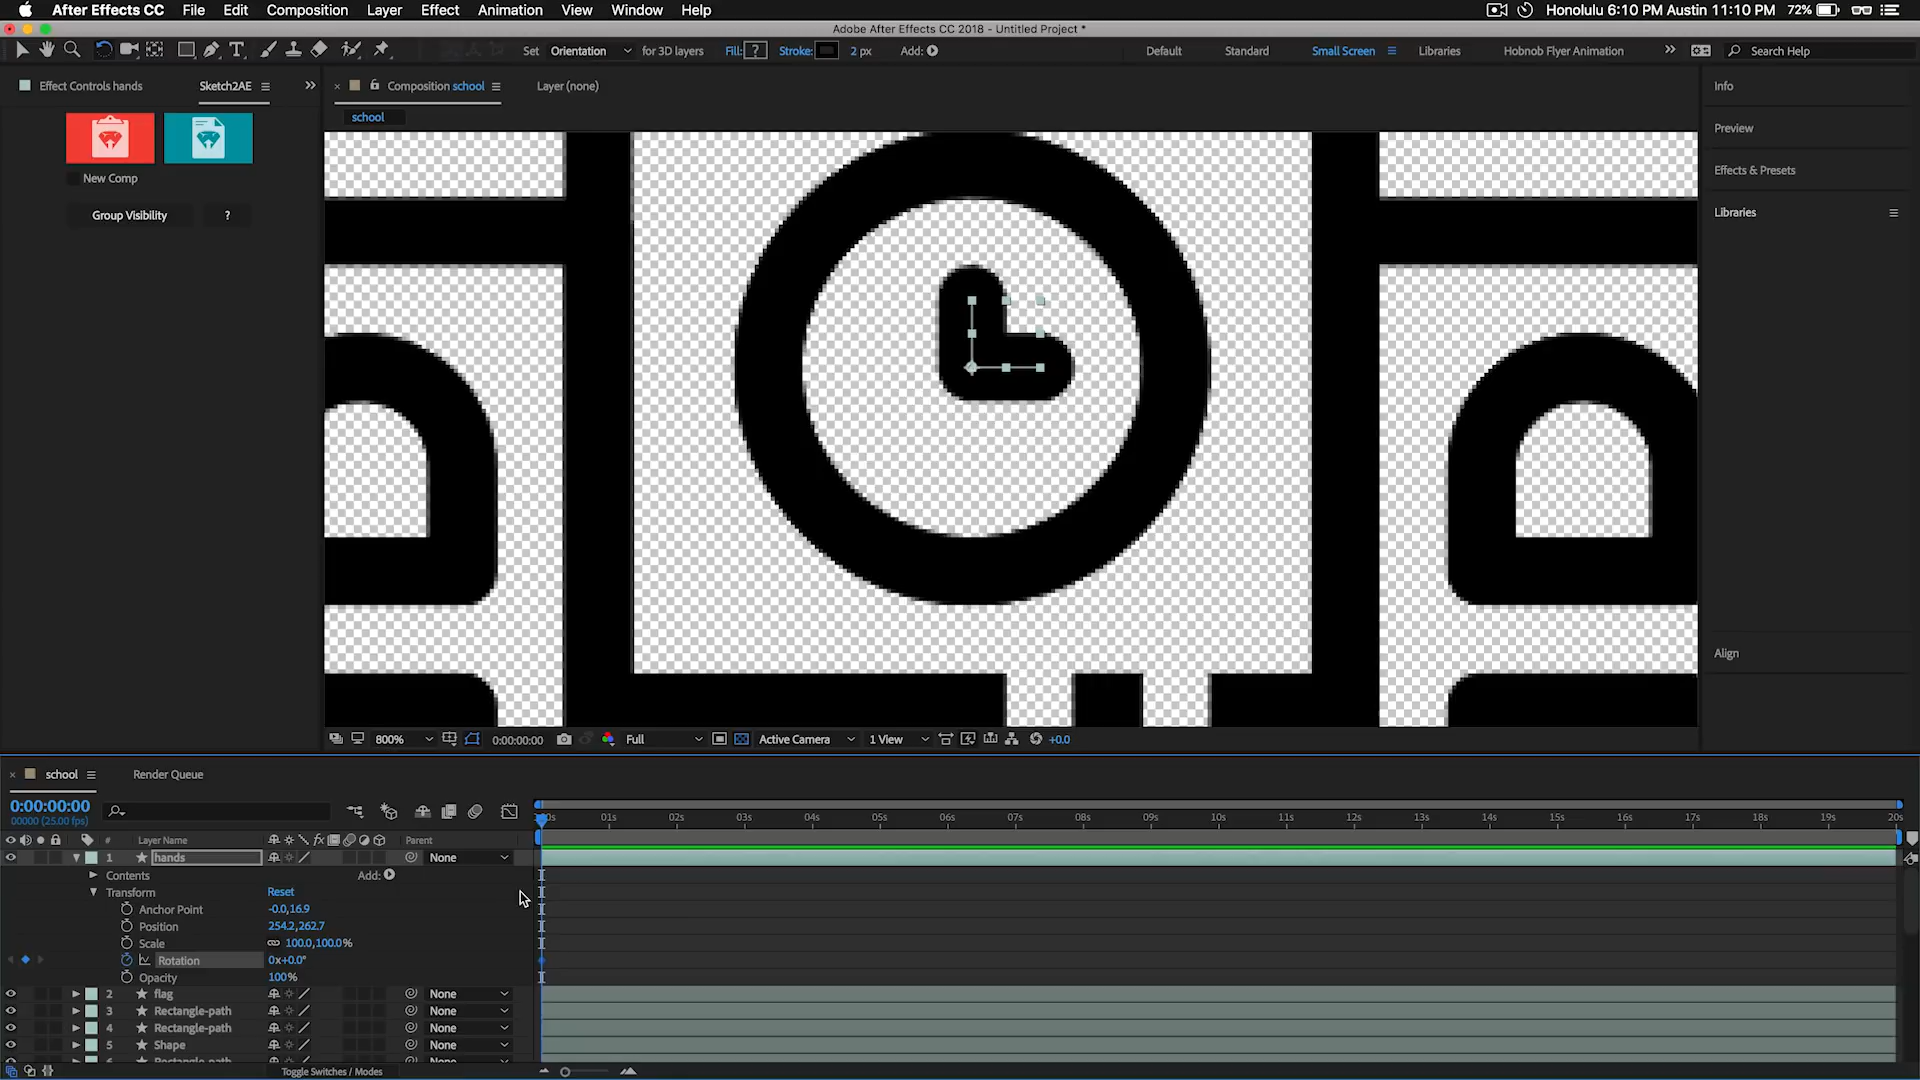 After Effects CC File Edit Composition Layer Effect Animation View Window Help Honolulu 6:10 PM Austin 11:10 PM 72%
Adobe After Effects CC 2018 - Untitled Project *
Set Orientation for 3D layers Fill: ? Stroke: 2 px Add: Default Standard Small Screen Libraries Hobnob Flyer Animation Search Help
Effect Controls hands Sketch2AE Composition school Layer (none) Info
school
Preview
Effects & Presets
New Comp
Group Visibility ?
Libraries
Align
800% 0:00:00:00 Full Active Camera 1 View +0.0
school Render Queue
0:00:00:00
00000 (25.00 fps)
01s 02s 03s 04s 05s 06s 07s 08s 09s 10s 11s 12s 13s 14s 15s 16s 17s 18s 19s 20s
# Layer Name fx Parent
1 hands None
Contents Add:
Transform Reset
Anchor Point -0.0,16.9
Position 254.2,262.7
Scale 100.0,100.0%
Rotation 0x+0.0°
Opacity 100%
2 flag None
3 Rectangle-path None
4 Rectangle-path None
5 Shape None
6 Rectangle-path None
Toggle Switches / Modes